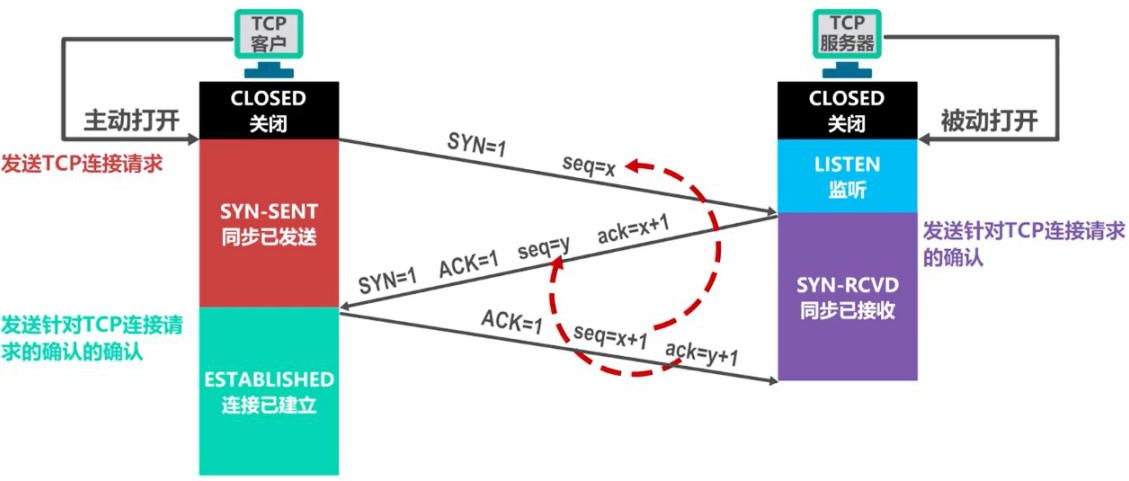 TCP
客户
TCP
服务器
CLOSED
关闭
CLOSED
关闭
主动打开
被动打开
发送TCP连接请求
SYN=1
seq=x
LISTEN
监听
SYN-SENT
同步已发送
SYN=1 ACK=1 seq=y ack=x+1
发送针对TCP连接请求
的确认
SYN-RCVD
同步已接收
发送针对TCP连接请
求的确认的确认
ACK=1 seq=x+1 ack=y+1
ESTABLISHED
连接已建立